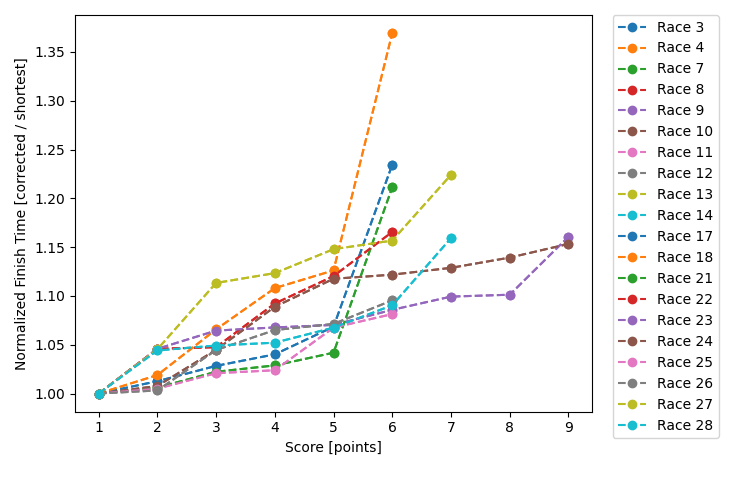 Normalized Finish Time [corrected / shortest]
1.35
1.30
1.25
1.20
1.15
1.10
1.05
1.00
1 2 3 4 5 6 7 8 9
Score [points]
Race 3
Race 4
Race 7
Race 8
Race 9
Race 10
Race 11
Race 12
Race 13
Race 14
Race 17
Race 18
Race 21
Race 22
Race 23
Race 24
Race 25
Race 26
Race 27
Race 28